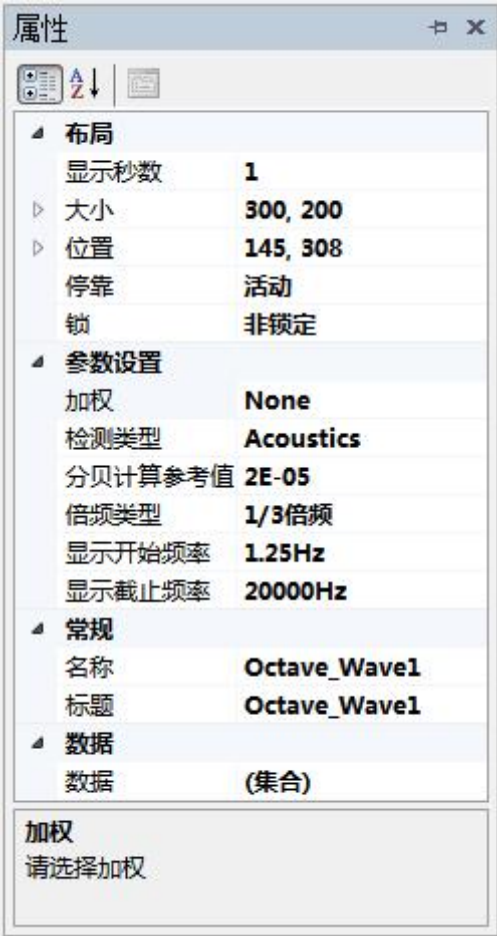 属性
布局
显示秒数 1
大小 300, 200
位置 145, 308
停靠 活动
锁 非锁定
参数设置
加权 None
检测类型 Acoustics
分贝计算参考值 2E-05
倍频类型 1/3倍频
显示开始频率 1.25Hz
显示截止频率 20000Hz
常规
名称 Octave_Wave1
标题 Octave_Wave1
数据
数据 (集合)
加权
请选择加权